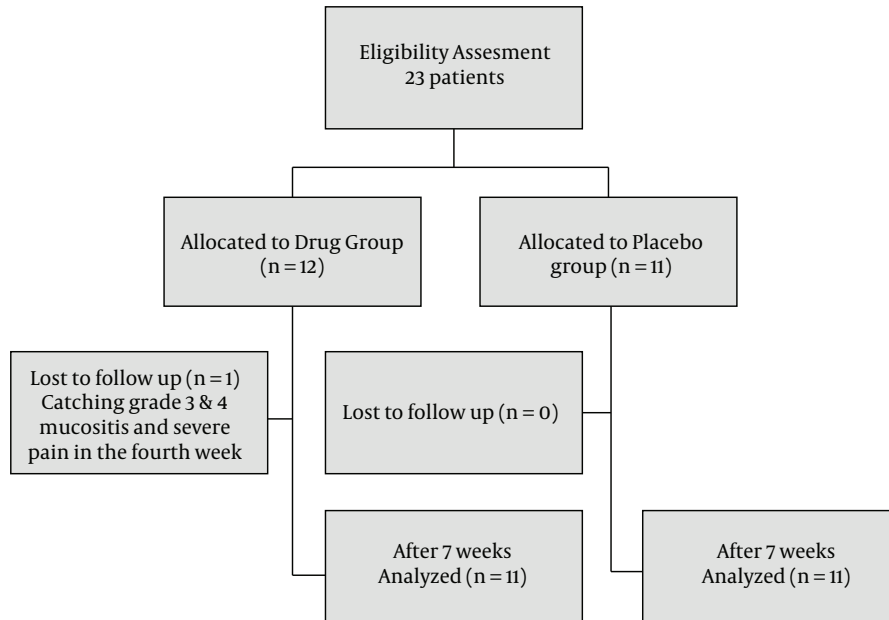 Eligibility Assesment
23 patients
Allocated to Drug Group
(n = 12)
Allocated to Placebo
group (n = 11)
Lost to follow up (n = 1)
Catching grade 3 & 4
mucositis and severe
pain in the fourth week
Lost to follow up (n = 0)
After 7 weeks
Analyzed (n = 11)
After 7 weeks
Analyzed (n = 11)